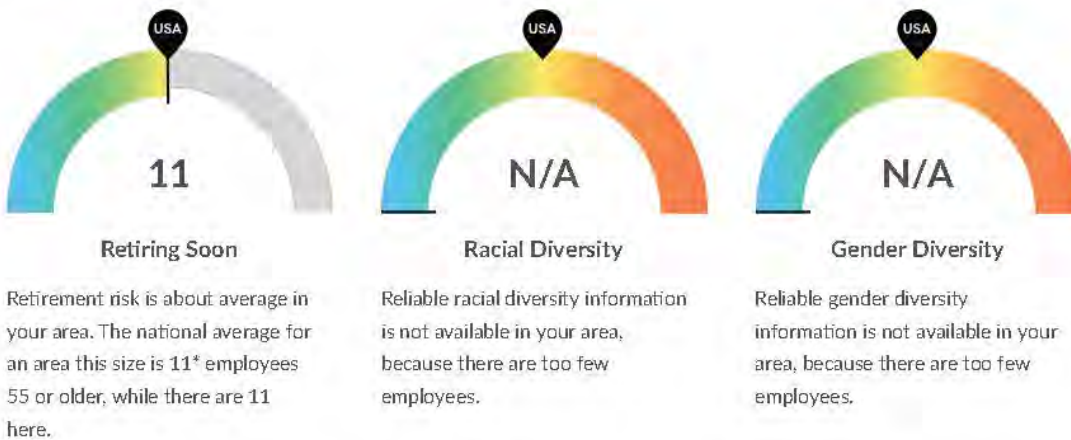 USA
11
Retiring Soon
Retirement risk is about average in
your area. The national average for
an area this size is 11* employees
55 or older, while there are 11
here.
USA
N/A
Racial Diversity
Reliable racial diversity information
is not available in your area,
because there are too few
employees.
USA
N/A
Gender Diversity
Reliable gender diversity
information is not available in your
area, because there are too few
employees.